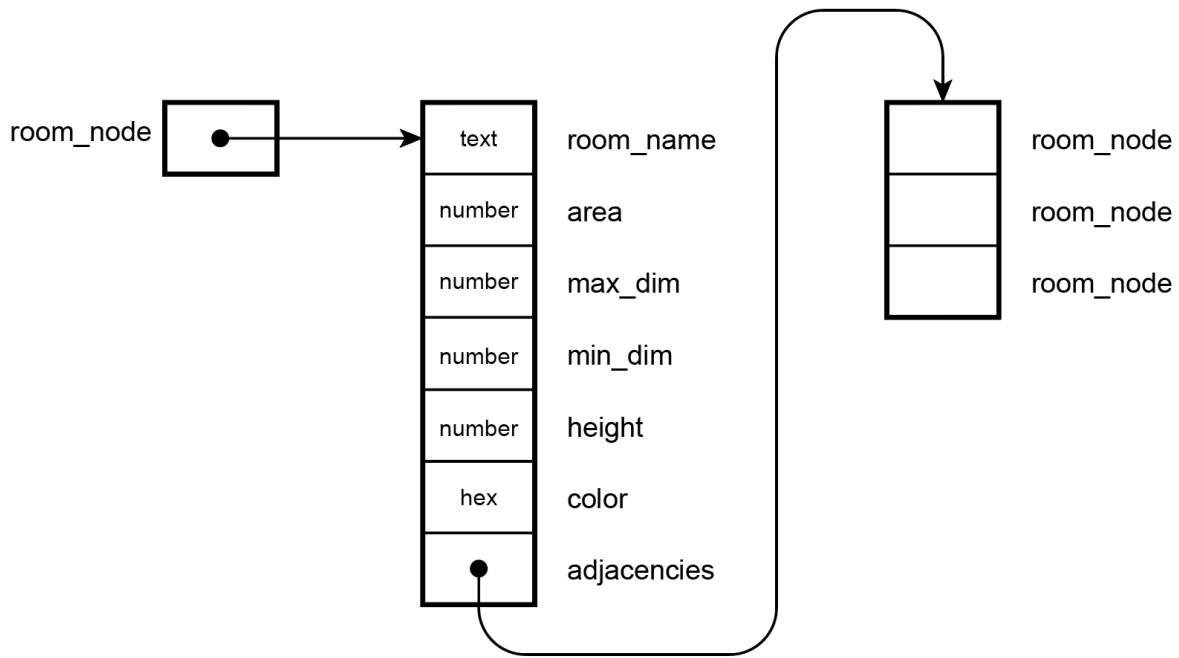 room_node
text room_name
number area
number max_dim
number min_dim
number height
hex color
adjacencies
room_node
room_node
room_node